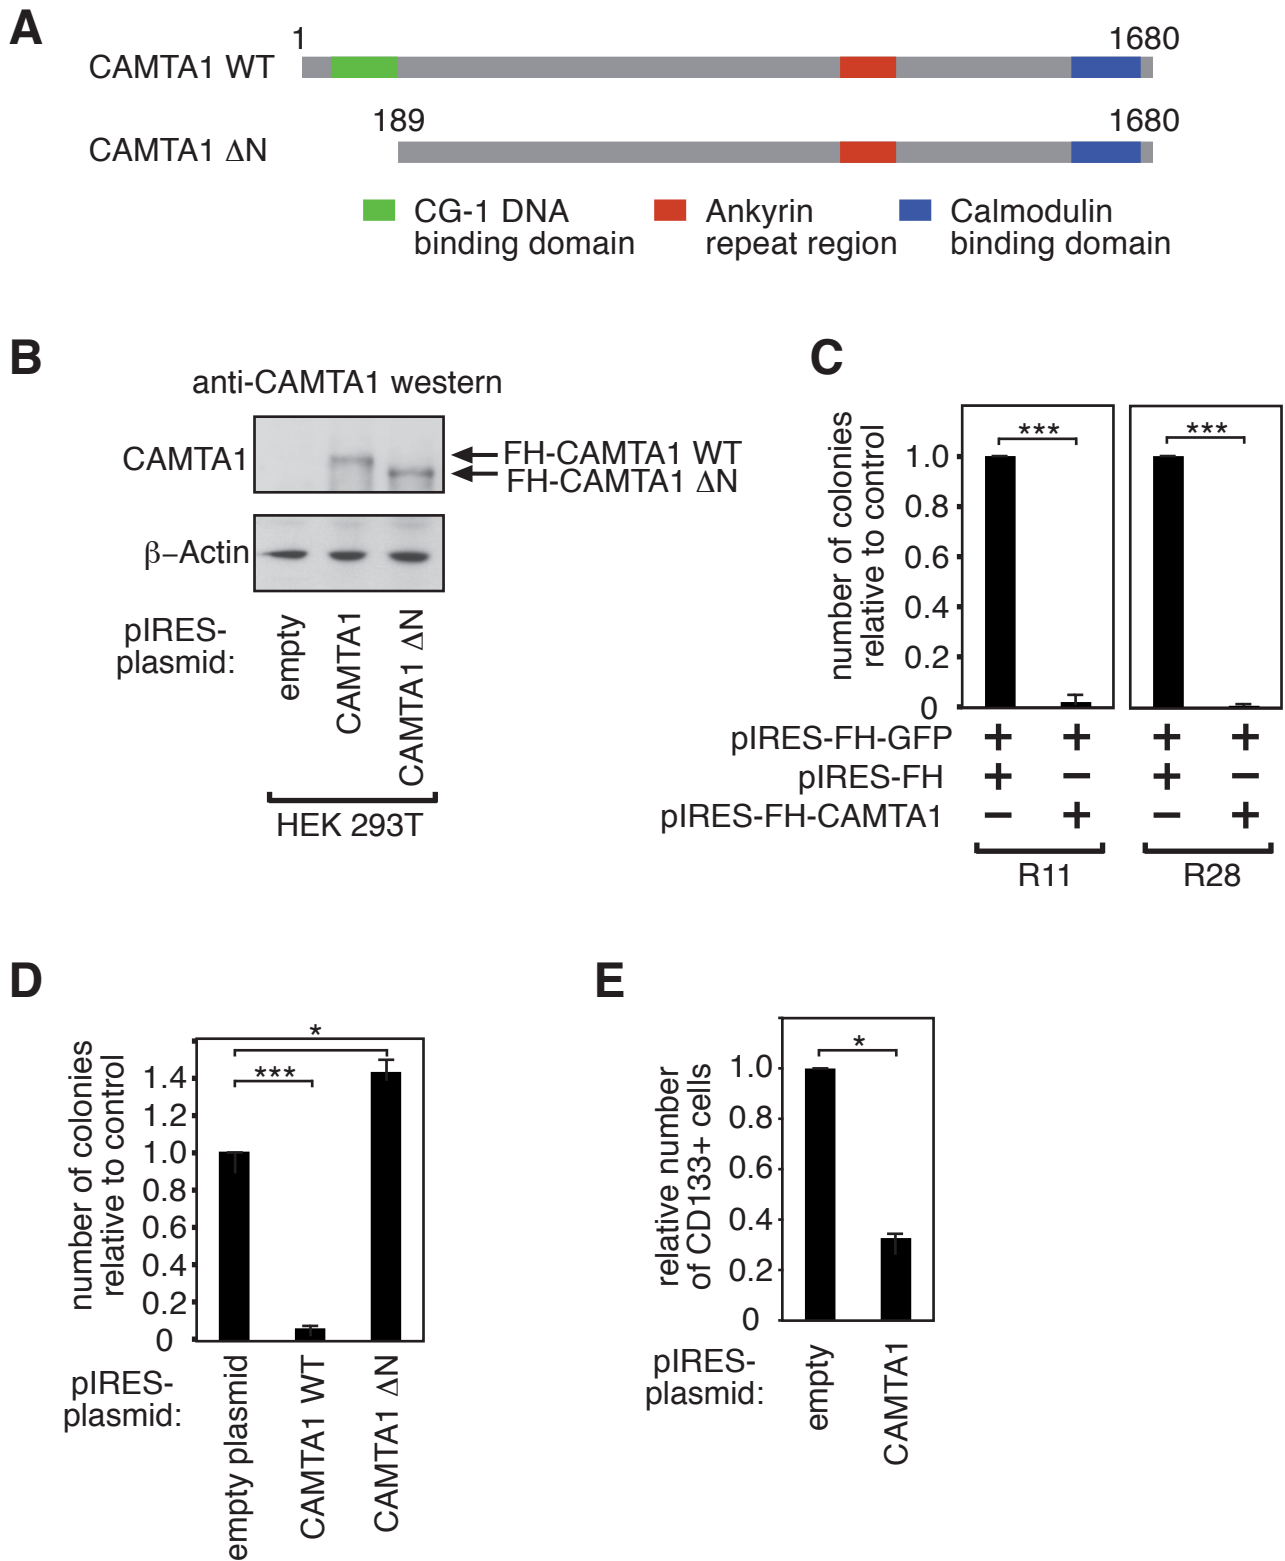 A
1 1680
CAMTA1 WT
189 1680
CAMTA1 ΔN
CG-1 DNA
binding domain
Ankyrin
repeat region
Calmodulin
binding domain
B
anti-CAMTA1 western
CAMTA1
FH-CAMTA1 WT
FH-CAMTA1 ΔN
β–Actin
pIRES-
plasmid:
empty
CAMTA1
CAMTA1 ΔN
HEK 293T
C
number of colonies
relative to control
1.0
0.8
0.6
0.4
0.2
0
***
***
pIRES-FH-GFP + + + +
pIRES-FH + − + −
pIRES-FH-CAMTA1 − + − +
R11 R28
D
number of colonies
relative to control
1.4
1.2
1.0
0.8
0.6
0.4
0.2
0
*
***
pIRES-
plasmid:
empty plasmid
CAMTA1 WT
CAMTA1 ΔN
E
relative number
of CD133+ cells
1.0
0.8
0.6
0.4
0.2
0
*
pIRES-
plasmid:
empty
CAMTA1